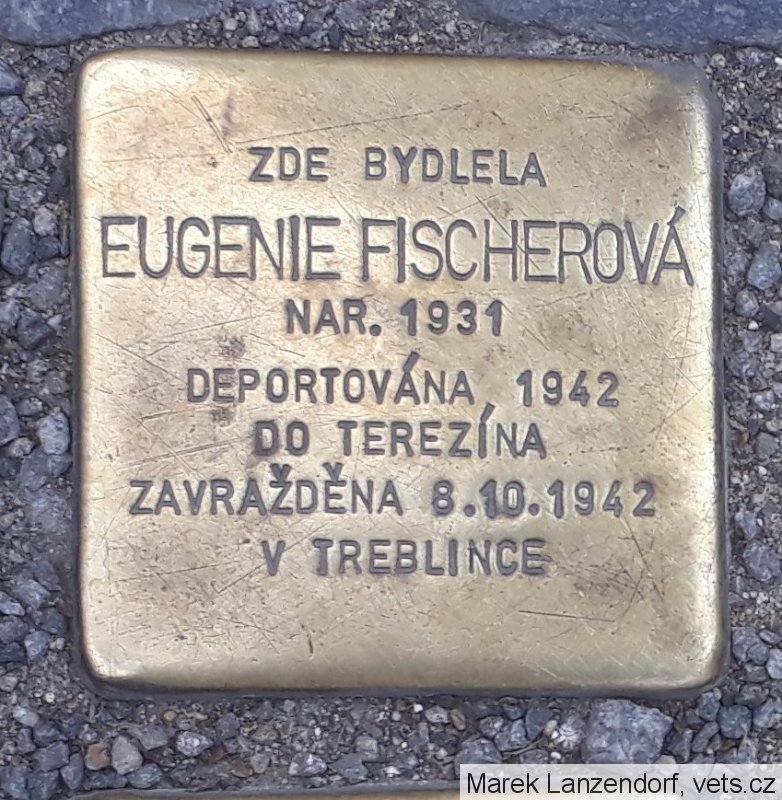 ZDE BYDLELA
EUGENIE FISCHEROVÁ
NAR. 1931
DEPORTOVÁNA 1942
DO TEREZÍNA
ZAVRAŽDĚNA 8.10.1942
V TREBLINCE
Marek Lanzendorf, vets.cz